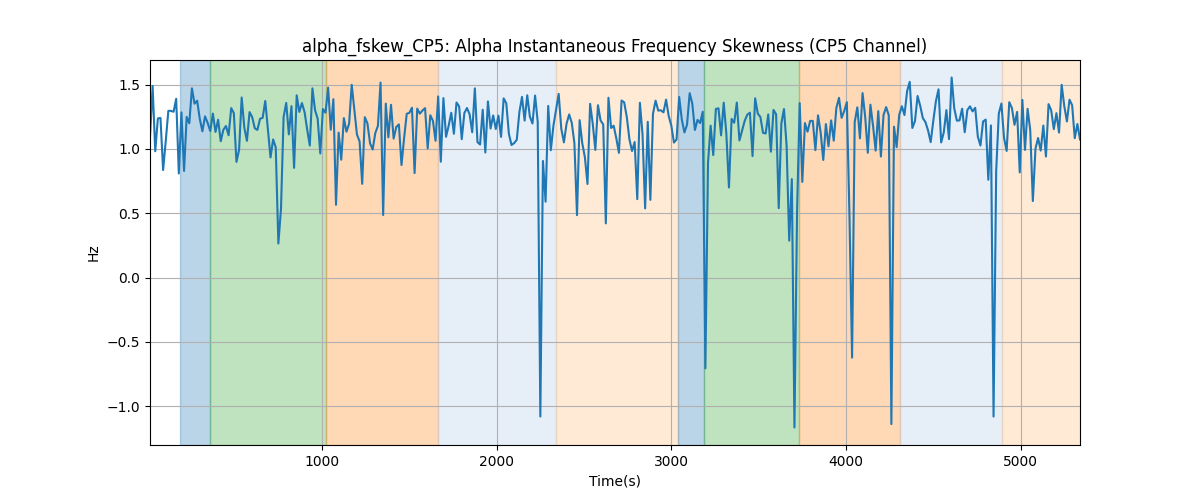 alpha_fskew_CP5: Alpha Instantaneous Frequency Skewness (CP5 Channel)
1.5
1.0
0.5
0.0
−0.5
−1.0
Hz
1000 2000 3000 4000 5000
Time(s)